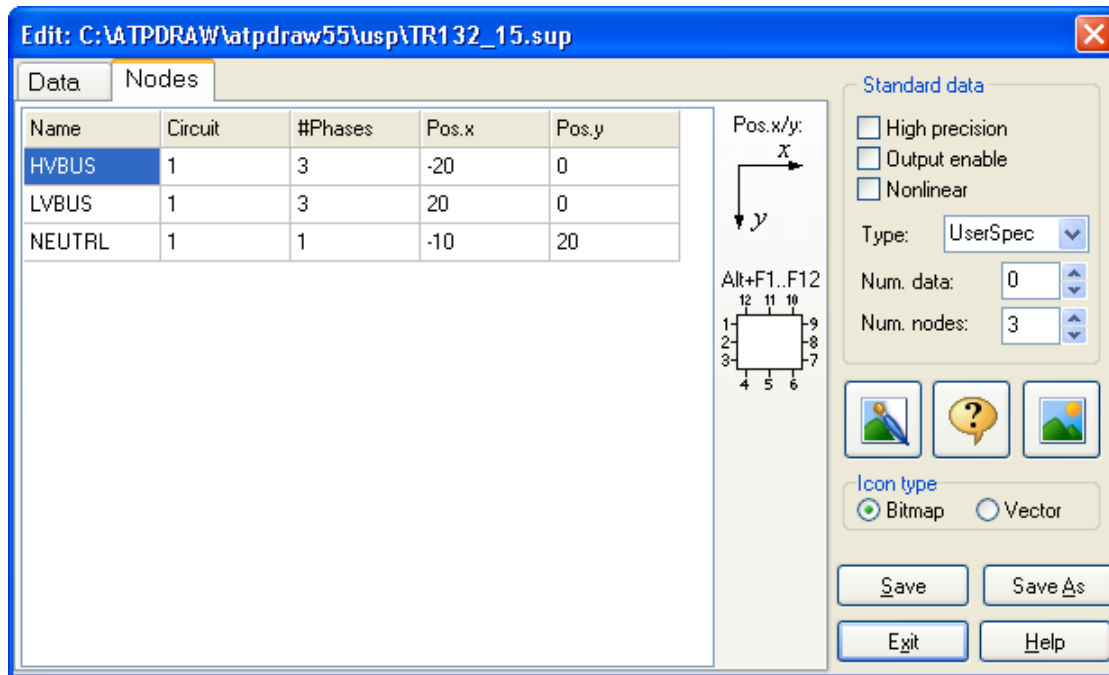 Edit: C:\ATPDRAW\atpdraw55\usp\TR132_15.sup
Data Nodes
Name Circuit #Phases Pos.x Pos.y
HVBUS 1 3 -20 0
LVBUS 1 3 20 0
NEUTRL 1 1 -10 20
Pos.x/y:
x
y
Alt+F1..F12
12 11 10
1 9
2 8
3 7
4 5 6
Standard data
High precision
Output enable
Nonlinear
Type: UserSpec
Num. data: 0
Num. nodes: 3
?
Icon type
Bitmap Vector
Save Save As
Exit Help